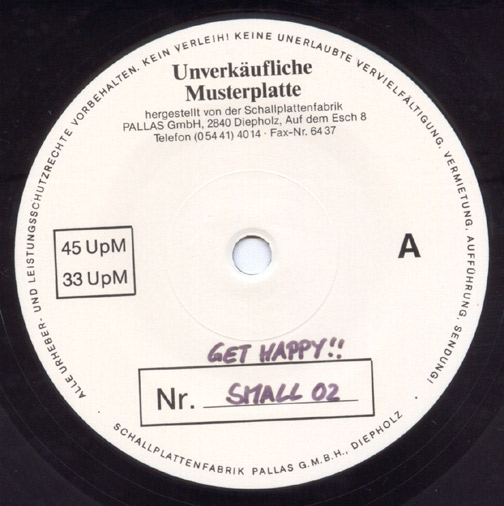 ALLE URHEBER- UND LEISTUNGSSCHUTZRECHTE VORBEHALTEN. KEIN VERLEIH! KEINE UNERLAUBTE VERVIELFÄLTIGUNG, VERMIETUNG, AUFFÜHRUNG, SENDUNG!
Unverkäufliche
Musterplatte
hergestellt von der Schallplattenfabrik
PALLAS GmbH, 2840 Diepholz, Auf dem Esch 8
Telefon (05441) 4014 · Fax-Nr. 6437
45 UpM
33 UpM
A
GET HAPPY!!
Nr. SMALL 02
· SCHALLPLATTENFABRIK PALLAS G.M.B.H., DIEPHOLZ ·